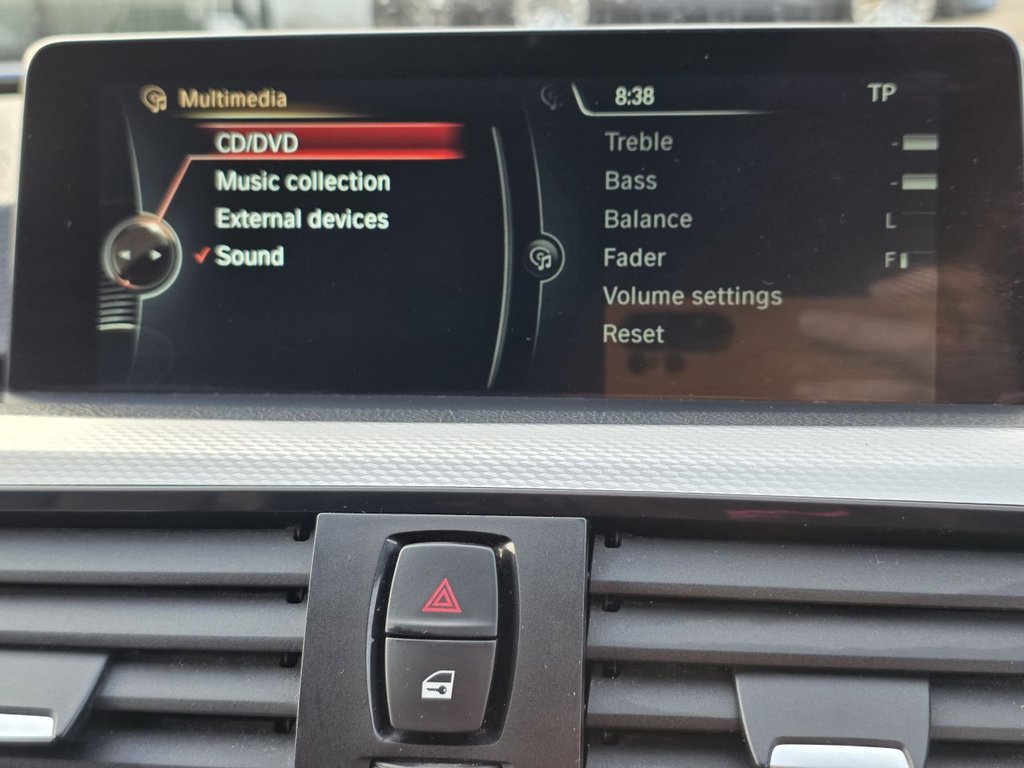 Multimedia
CD/DVD
Music collection
External devices
Sound
8:38 TP
Treble -
Bass -
Balance L
Fader F
Volume settings
Reset